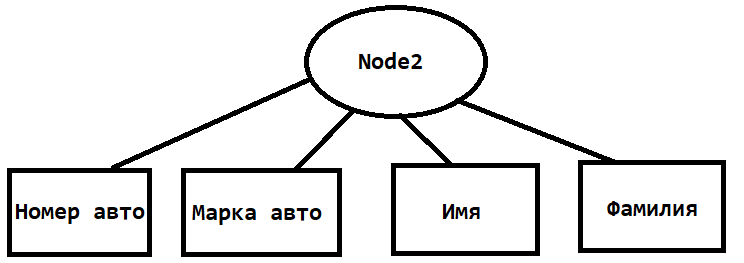 Node2
Номер авто
Марка авто
Имя
Фамилия